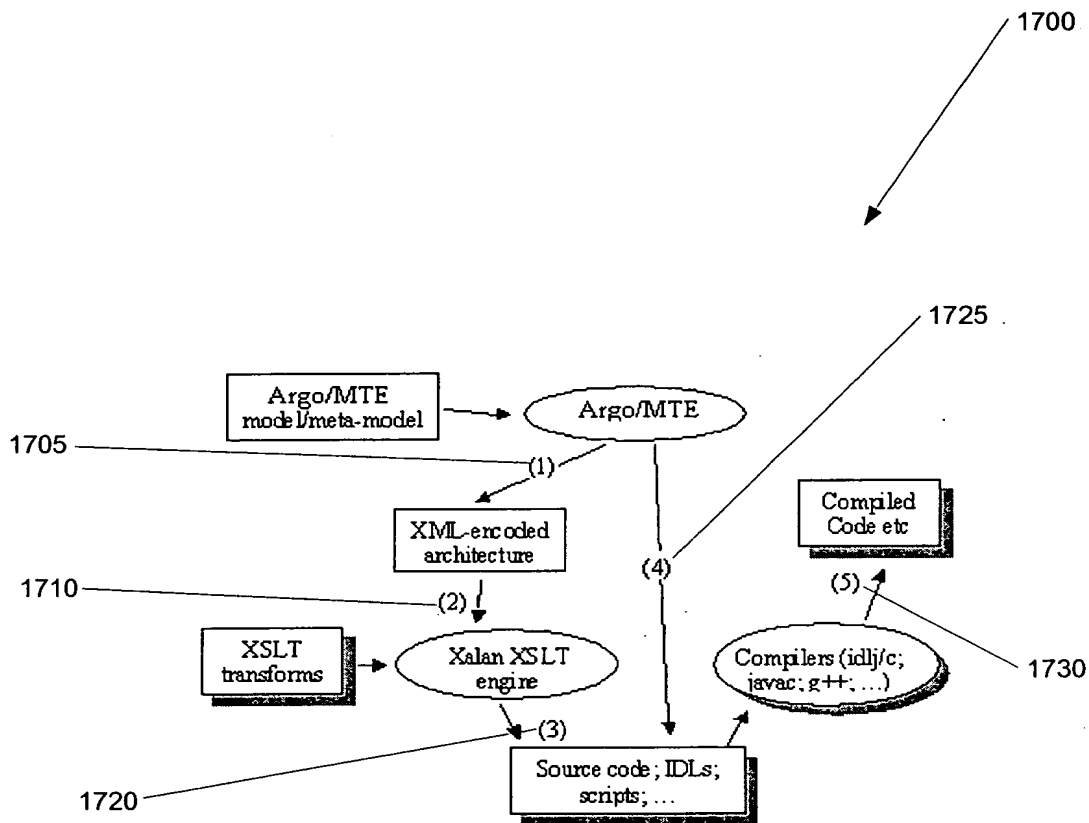 1700
1725
Argo/MTE
model/meta-model
Argo/MTE
1705
(1)
XML-encoded
architecture
Compiled
Code etc
(4)
(5)
1710
(2)
XSLT
transforms
Xalan XSLT
engine
Compilers (idlj/c;
javac; g++; ...)
1730
(3)
Source code; IDLs;
scripts; ...
1720